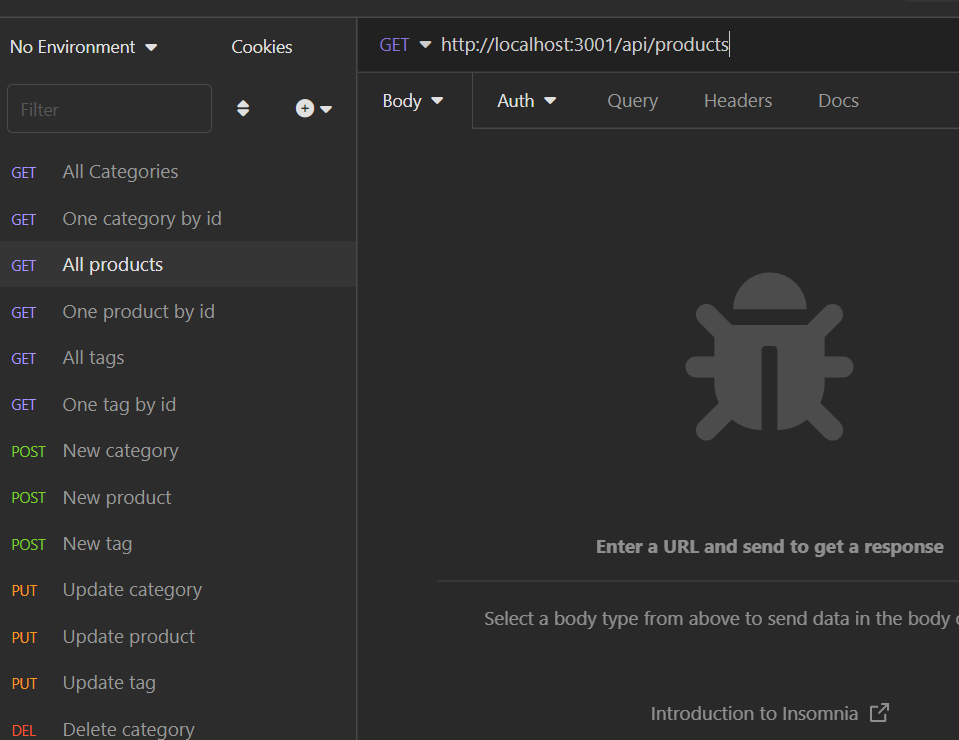 No Environment Cookies
GET http://localhost:3001/api/products
Body Auth Query Headers Docs
Filter
GET All Categories
GET One category by id
GET All products
GET One product by id
GET All tags
GET One tag by id
POST New category
POST New product
POST New tag
PUT Update category
PUT Update product
PUT Update tag
DEL Delete category
Enter a URL and send to get a response
Select a body type from above to send data in the body
Introduction to Insomnia